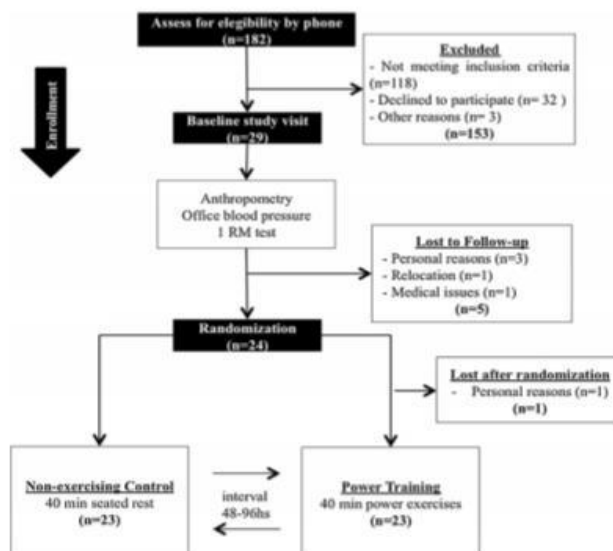 Assess for elegibility by phone
(n=182)
Excluded
- Not meeting inclusion criteria
(n=118)
- Declined to participate (n= 32 )
- Other reasons (n= 3)
(n=153)
Enrollment
Baseline study visit
(n=29)
Anthropometry
Office blood pressure
1 RM test
Lost to Follow-up
- Personal reasons (n=3)
- Relocation (n=1)
- Medical issues (n=1)
(n=5)
Randomization
(n=24)
Lost after randomization
- Personal reasons (n=1)
(n=1)
Non-exercising Control
40 min seated rest
(n=23)
interval
48-96hs
Power Training
40 min power exercises
(n=23)